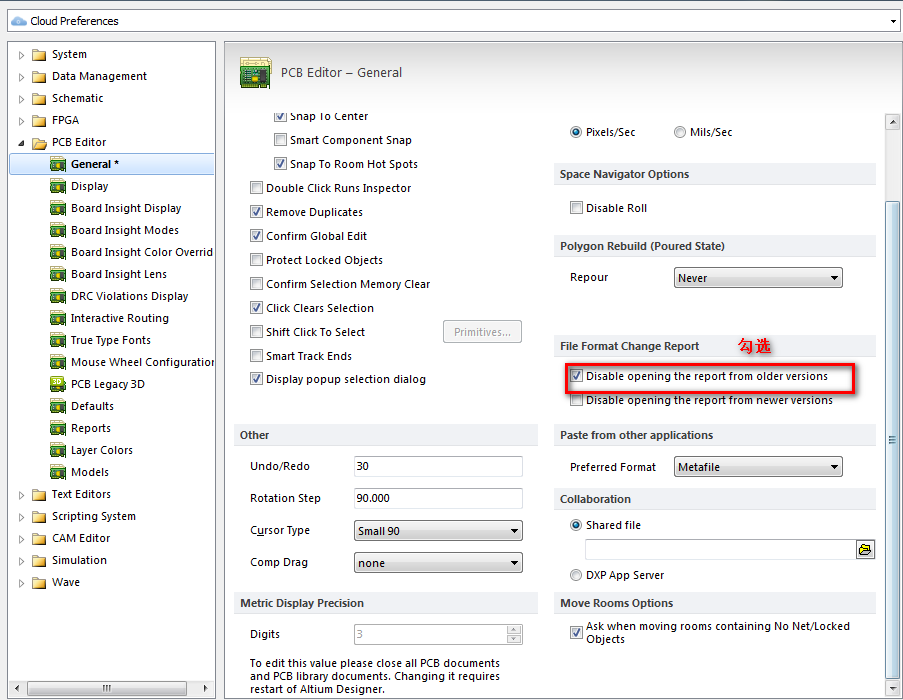 Cloud Preferences
System
Data Management
Schematic
FPGA
PCB Editor
General *
Display
Board Insight Display
Board Insight Modes
Board Insight Color Overrid
Board Insight Lens
DRC Violations Display
Interactive Routing
True Type Fonts
Mouse Wheel Configuration
PCB Legacy 3D
Defaults
Reports
Layer Colors
Models
Text Editors
Scripting System
CAM Editor
Simulation
Wave
PCB Editor – General
Snap To Center
Smart Component Snap
Snap To Room Hot Spots
Double Click Runs Inspector
Remove Duplicates
Confirm Global Edit
Protect Locked Objects
Confirm Selection Memory Clear
Click Clears Selection
Shift Click To Select
Primitives...
Smart Track Ends
Display popup selection dialog
Other
Undo/Redo
30
Rotation Step
90.000
Cursor Type
Small 90
Comp Drag
none
Metric Display Precision
Digits
3
To edit this value please close all PCB documents
and PCB library documents. Changing it requires
restart of Altium Designer.
Pixels/Sec
Mils/Sec
Space Navigator Options
Disable Roll
Polygon Rebuild (Poured State)
Repour
Never
File Format Change Report
勾选
Disable opening the report from older versions
Disable opening the report from newer versions
Paste from other applications
Preferred Format
Metafile
Collaboration
Shared file
DXP App Server
Move Rooms Options
Ask when moving rooms containing No Net/Locked
Objects